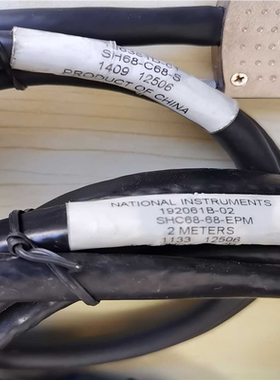 SH68-C68-S
1409 12506
PRODUCT OF CHINA
NATIONAL INSTRUMENTS
192061B-02
SHC68-68-EPM
2 METERS
1133 12506